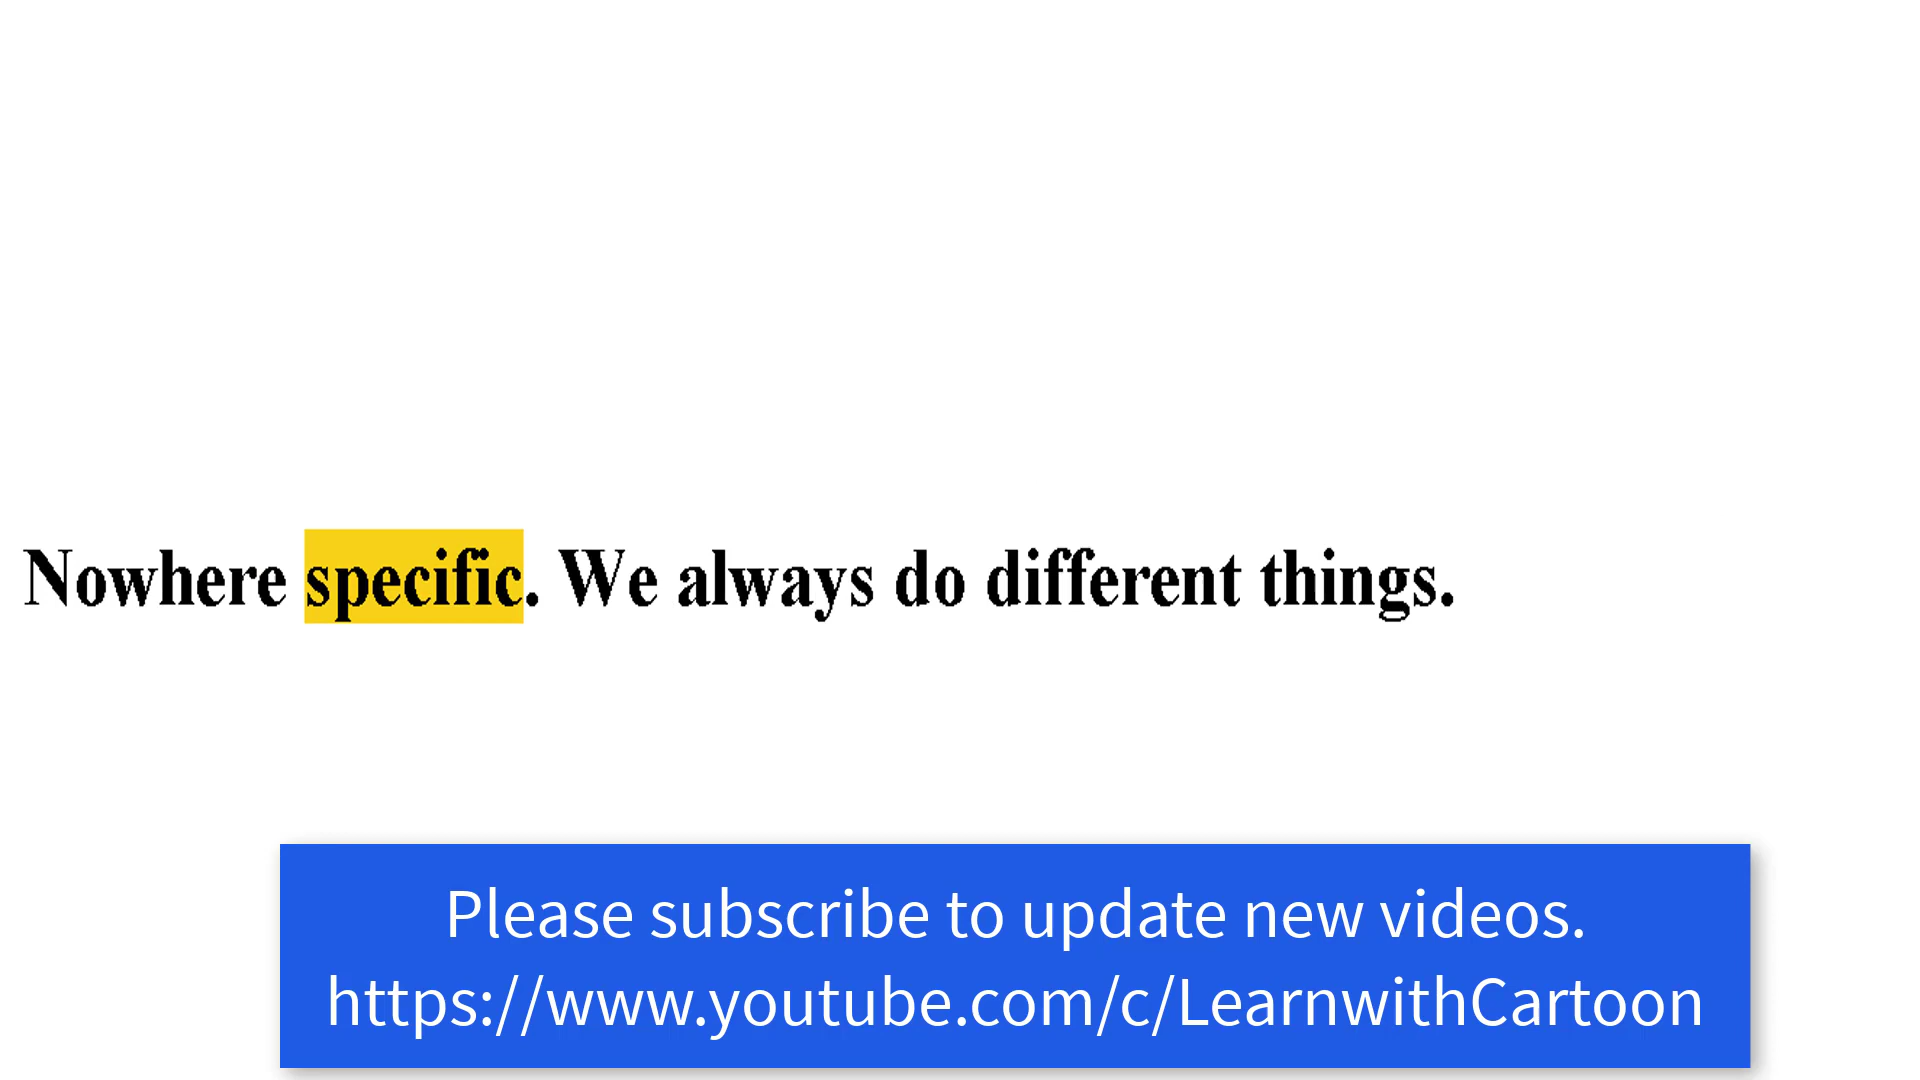 Nowhere specific. We always do different things.
Please subscribe to update new videos.
https://www.youtube.com/c/LearnwithCartoon